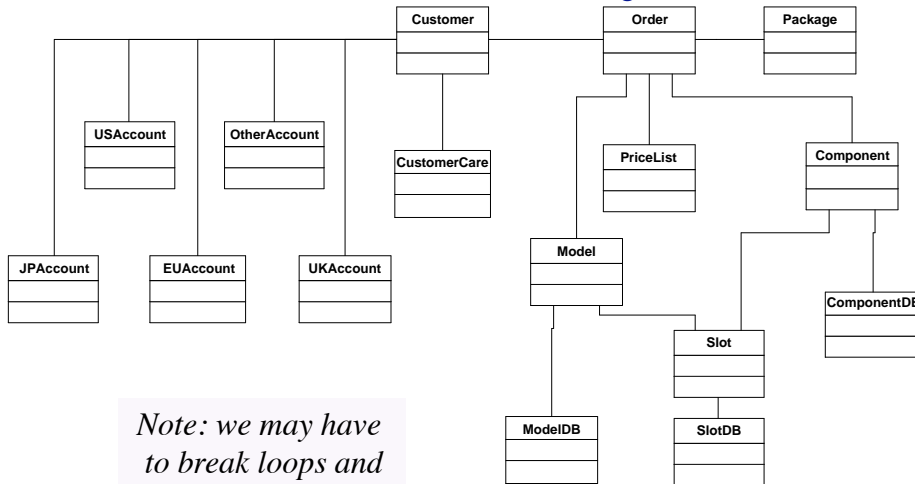 Customer
Order
Package
USAccount
OtherAccount
CustomerCare
PriceList
Component
JPAccount
EUAccount
UKAccount
Model
ComponentDB
Slot
ModelDB
SlotDB
Note: we may have
to break loops and